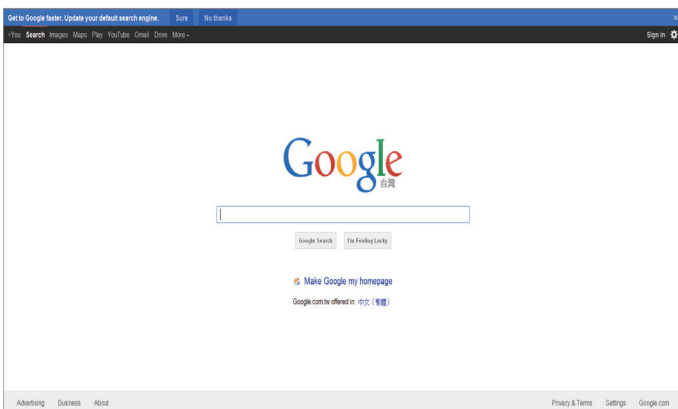 Get to Google faster. Update your default search engine. Sure No thanks x
+You Search Images Maps Play YouTube Gmail Drive More Sign in
Google
台灣
Google Search I'm Feeling Lucky
Make Google my homepage
Google.com.tw offered in: 中文（繁體）
Advertising Business About Privacy & Terms Settings Google.com